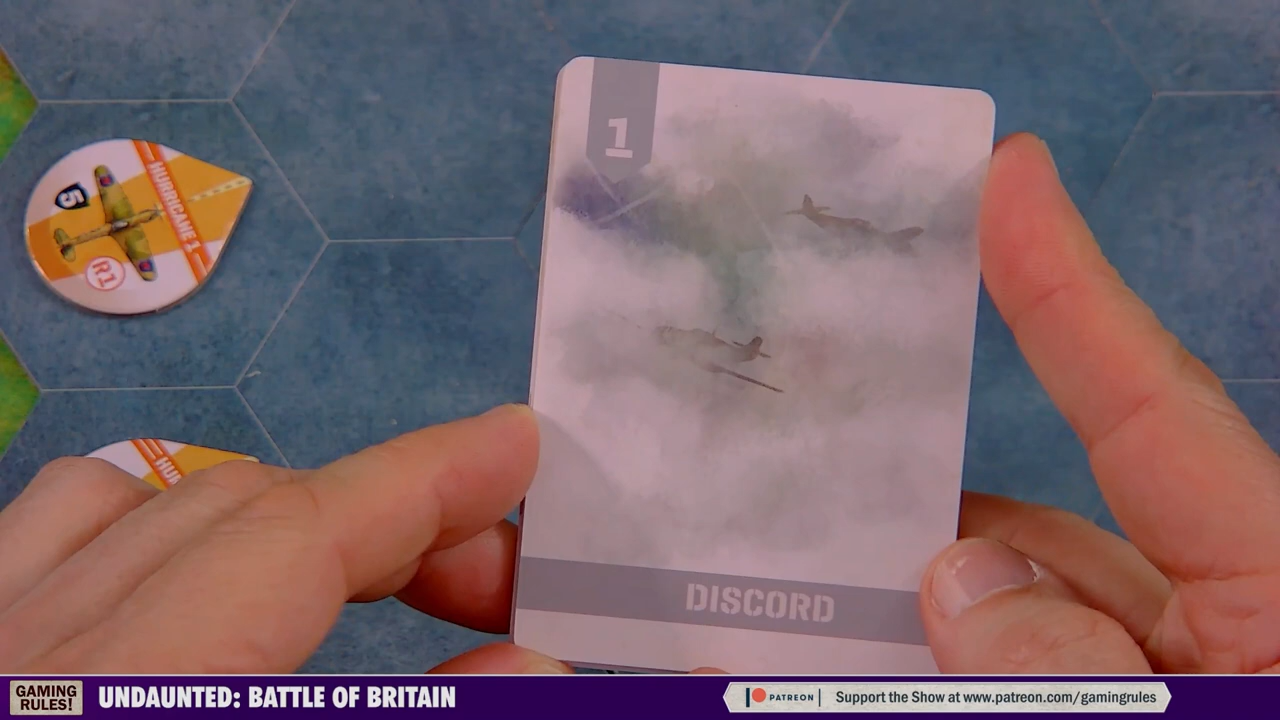 1
5
HURRICANE 1
R1
HUR
DISCORD
GAMING
RULES!
UNDAUNTED: BATTLE OF BRITAIN
PATREON
Support the Show at www.patreon.com/gamingrules